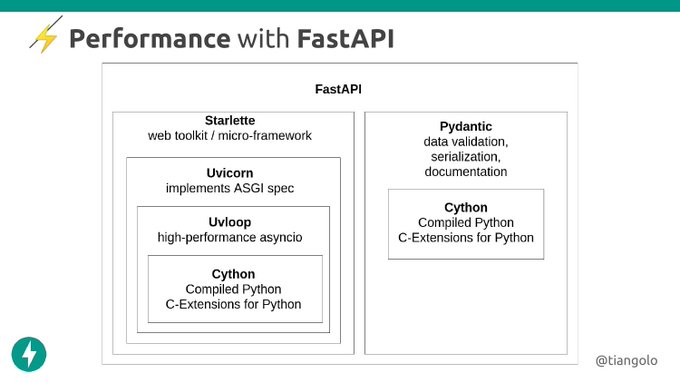 Performance with FastAPI
FastAPI
Starlette
web toolkit / micro-framework
Uvicorn
implements ASGI spec
Uvloop
high-performance asyncio
Cython
Compiled Python
C-Extensions for Python
Pydantic
data validation,
serialization,
documentation
Cython
Compiled Python
C-Extensions for Python
@tiangolo